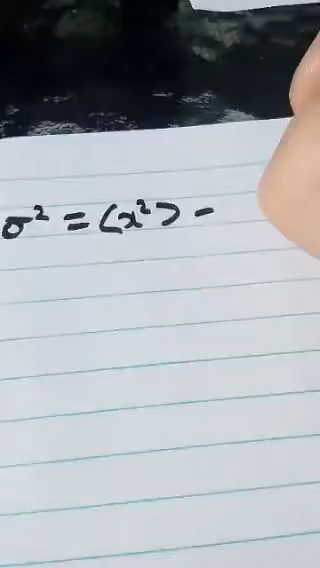 σ² = ⟨x²⟩ -